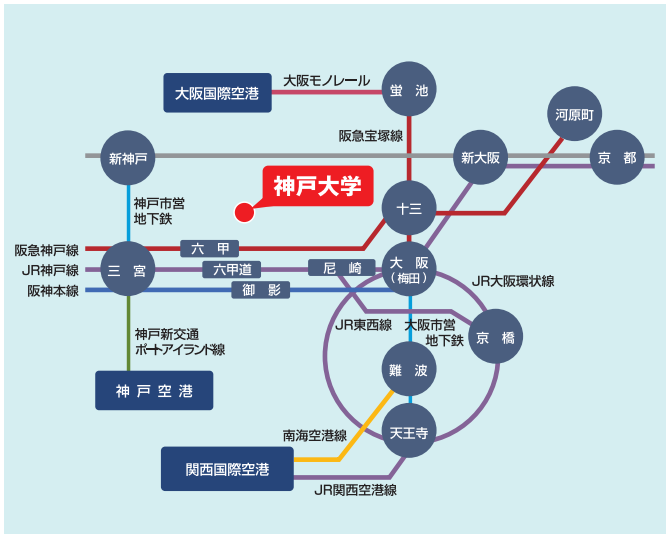 大阪モノレール
大阪国際空港
蛍池
河原町
阪急宝塚線
新神戸
新大阪
京都
神戸大学
神戸市営
地下鉄
十三
阪急神戸線
六甲
JR神戸線
三宮
六甲道
尼崎
大阪
(梅田)
阪神本線
御影
JR大阪環状線
JR東西線
大阪市営
地下鉄
京橋
神戸新交通
ポートアイランド線
難波
神戸空港
南海空港線
天王寺
関西国際空港
JR関西空港線